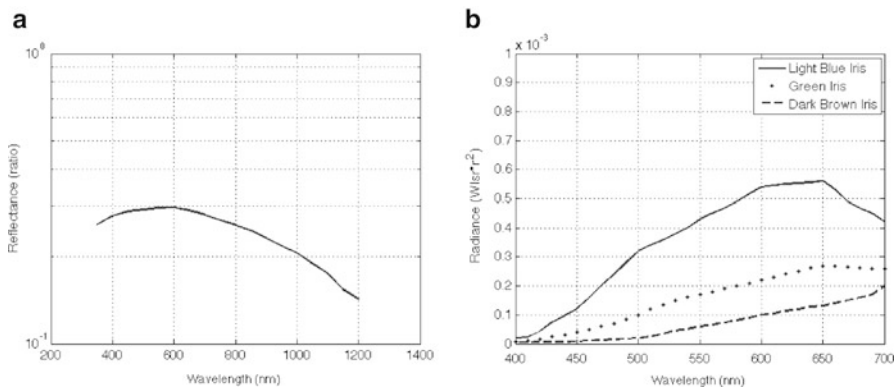 a
10⁰
10⁻¹
Reflectance (ratio)
200 400 600 800 1000 1200 1400
Wavelength (nm)
b
1 x 10⁻³
0.9
0.8
0.7
0.6
0.5
0.4
0.3
0.2
0.1
0
Radiance (W/sr*r²)
Light Blue Iris
Green Iris
Dark Brown Iris
400 450 500 550 600 650 700
Wavelength (nm)